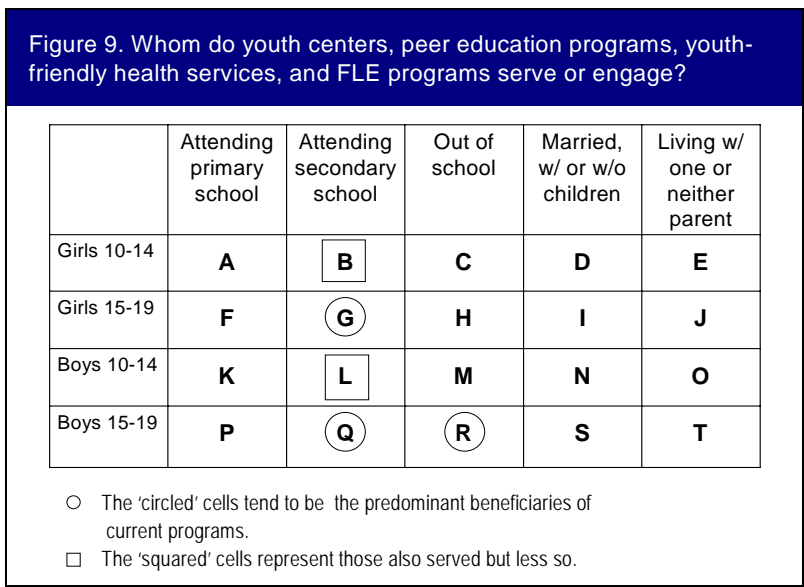 Figure 9. Whom do youth centers, peer education programs, youth-
friendly health services, and FLE programs serve or engage?
Attending primary school
Attending secondary school
Out of school
Married, w/ or w/o children
Living w/ one or neither parent
Girls 10-14 A B C D E
Girls 15-19 F G H I J
Boys 10-14 K L M N O
Boys 15-19 P Q R S T
The 'circled' cells tend to be the predominant beneficiaries of
current programs.
The 'squared' cells represent those also served but less so.